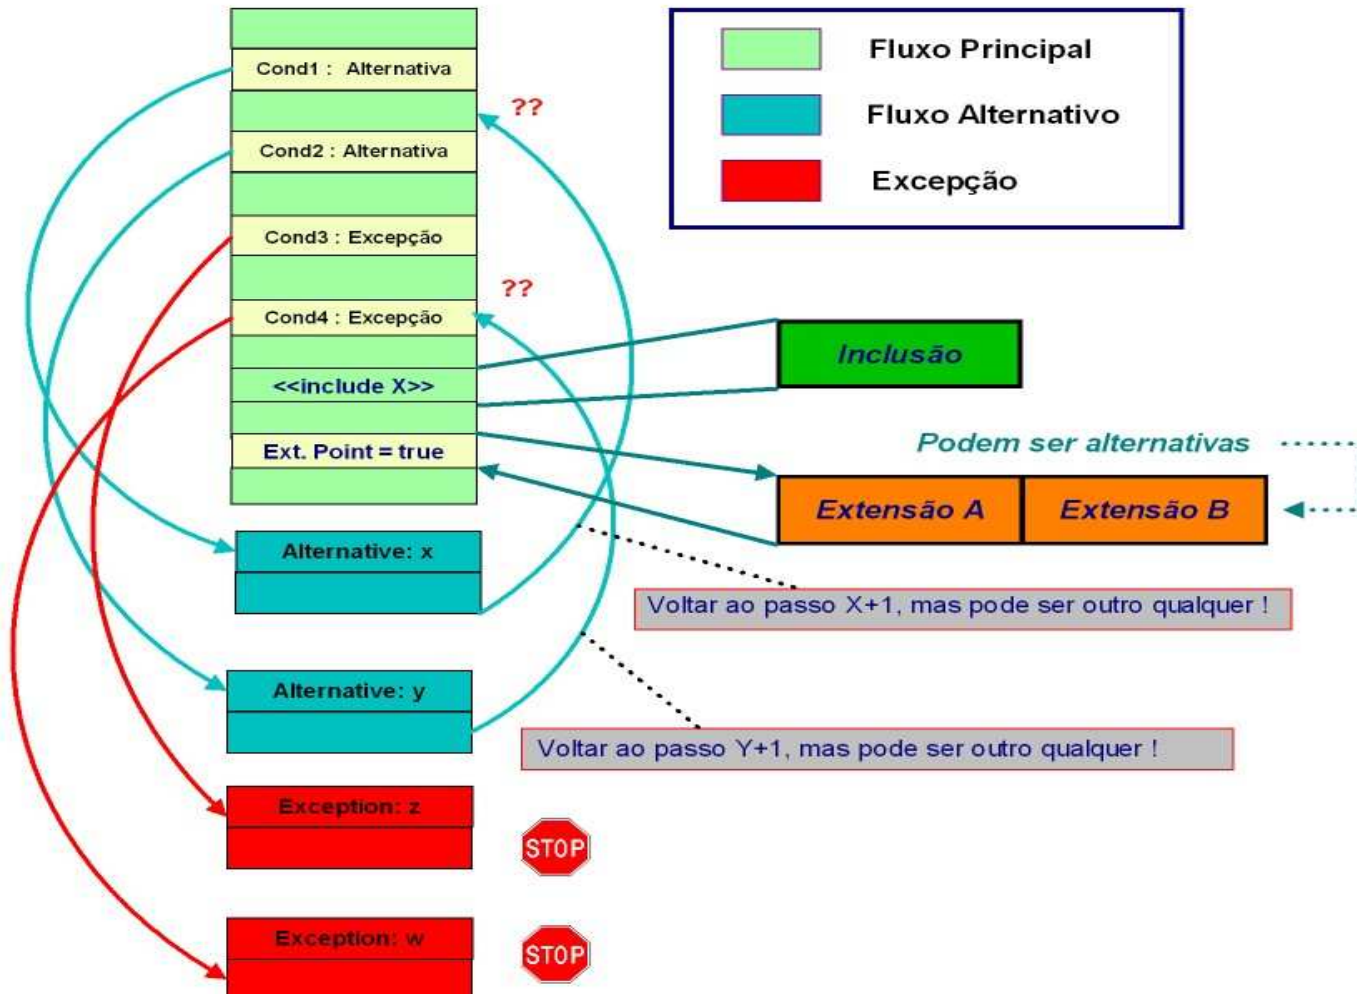 Cond1 : Alternativa
Cond2 : Alternativa
Cond3 : Excepção
Cond4 : Excepção
<<include X>>
Ext. Point = true
??
??
Fluxo Principal
Fluxo Alternativo
Excepção
Inclusão
Podem ser alternativas
Extensão A
Extensão B
Alternative: x
Voltar ao passo X+1, mas pode ser outro qualquer !
Alternative: y
Voltar ao passo Y+1, mas pode ser outro qualquer !
Exception: z
STOP
Exception: w
STOP